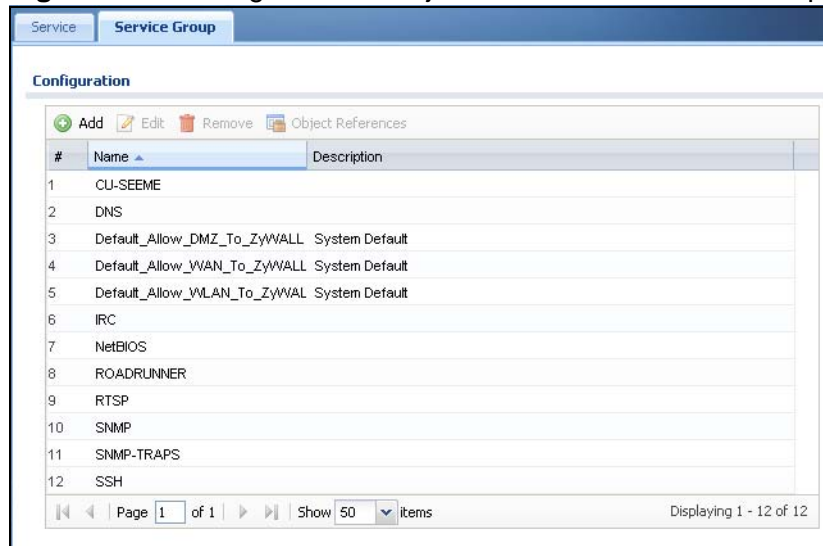 Service Service Group
Configuration
Add Edit Remove Object References
# Name Description
1 CU-SEEME
2 DNS
3 Default_Allow_DMZ_To_ZyWALL System Default
4 Default_Allow_WAN_To_ZyWALL System Default
5 Default_Allow_WLAN_To_ZyWAL System Default
6 IRC
7 NetBIOS
8 ROADRUNNER
9 RTSP
10 SNMP
11 SNMP-TRAPS
12 SSH
Page 1 of 1 Show 50 items Displaying 1 - 12 of 12